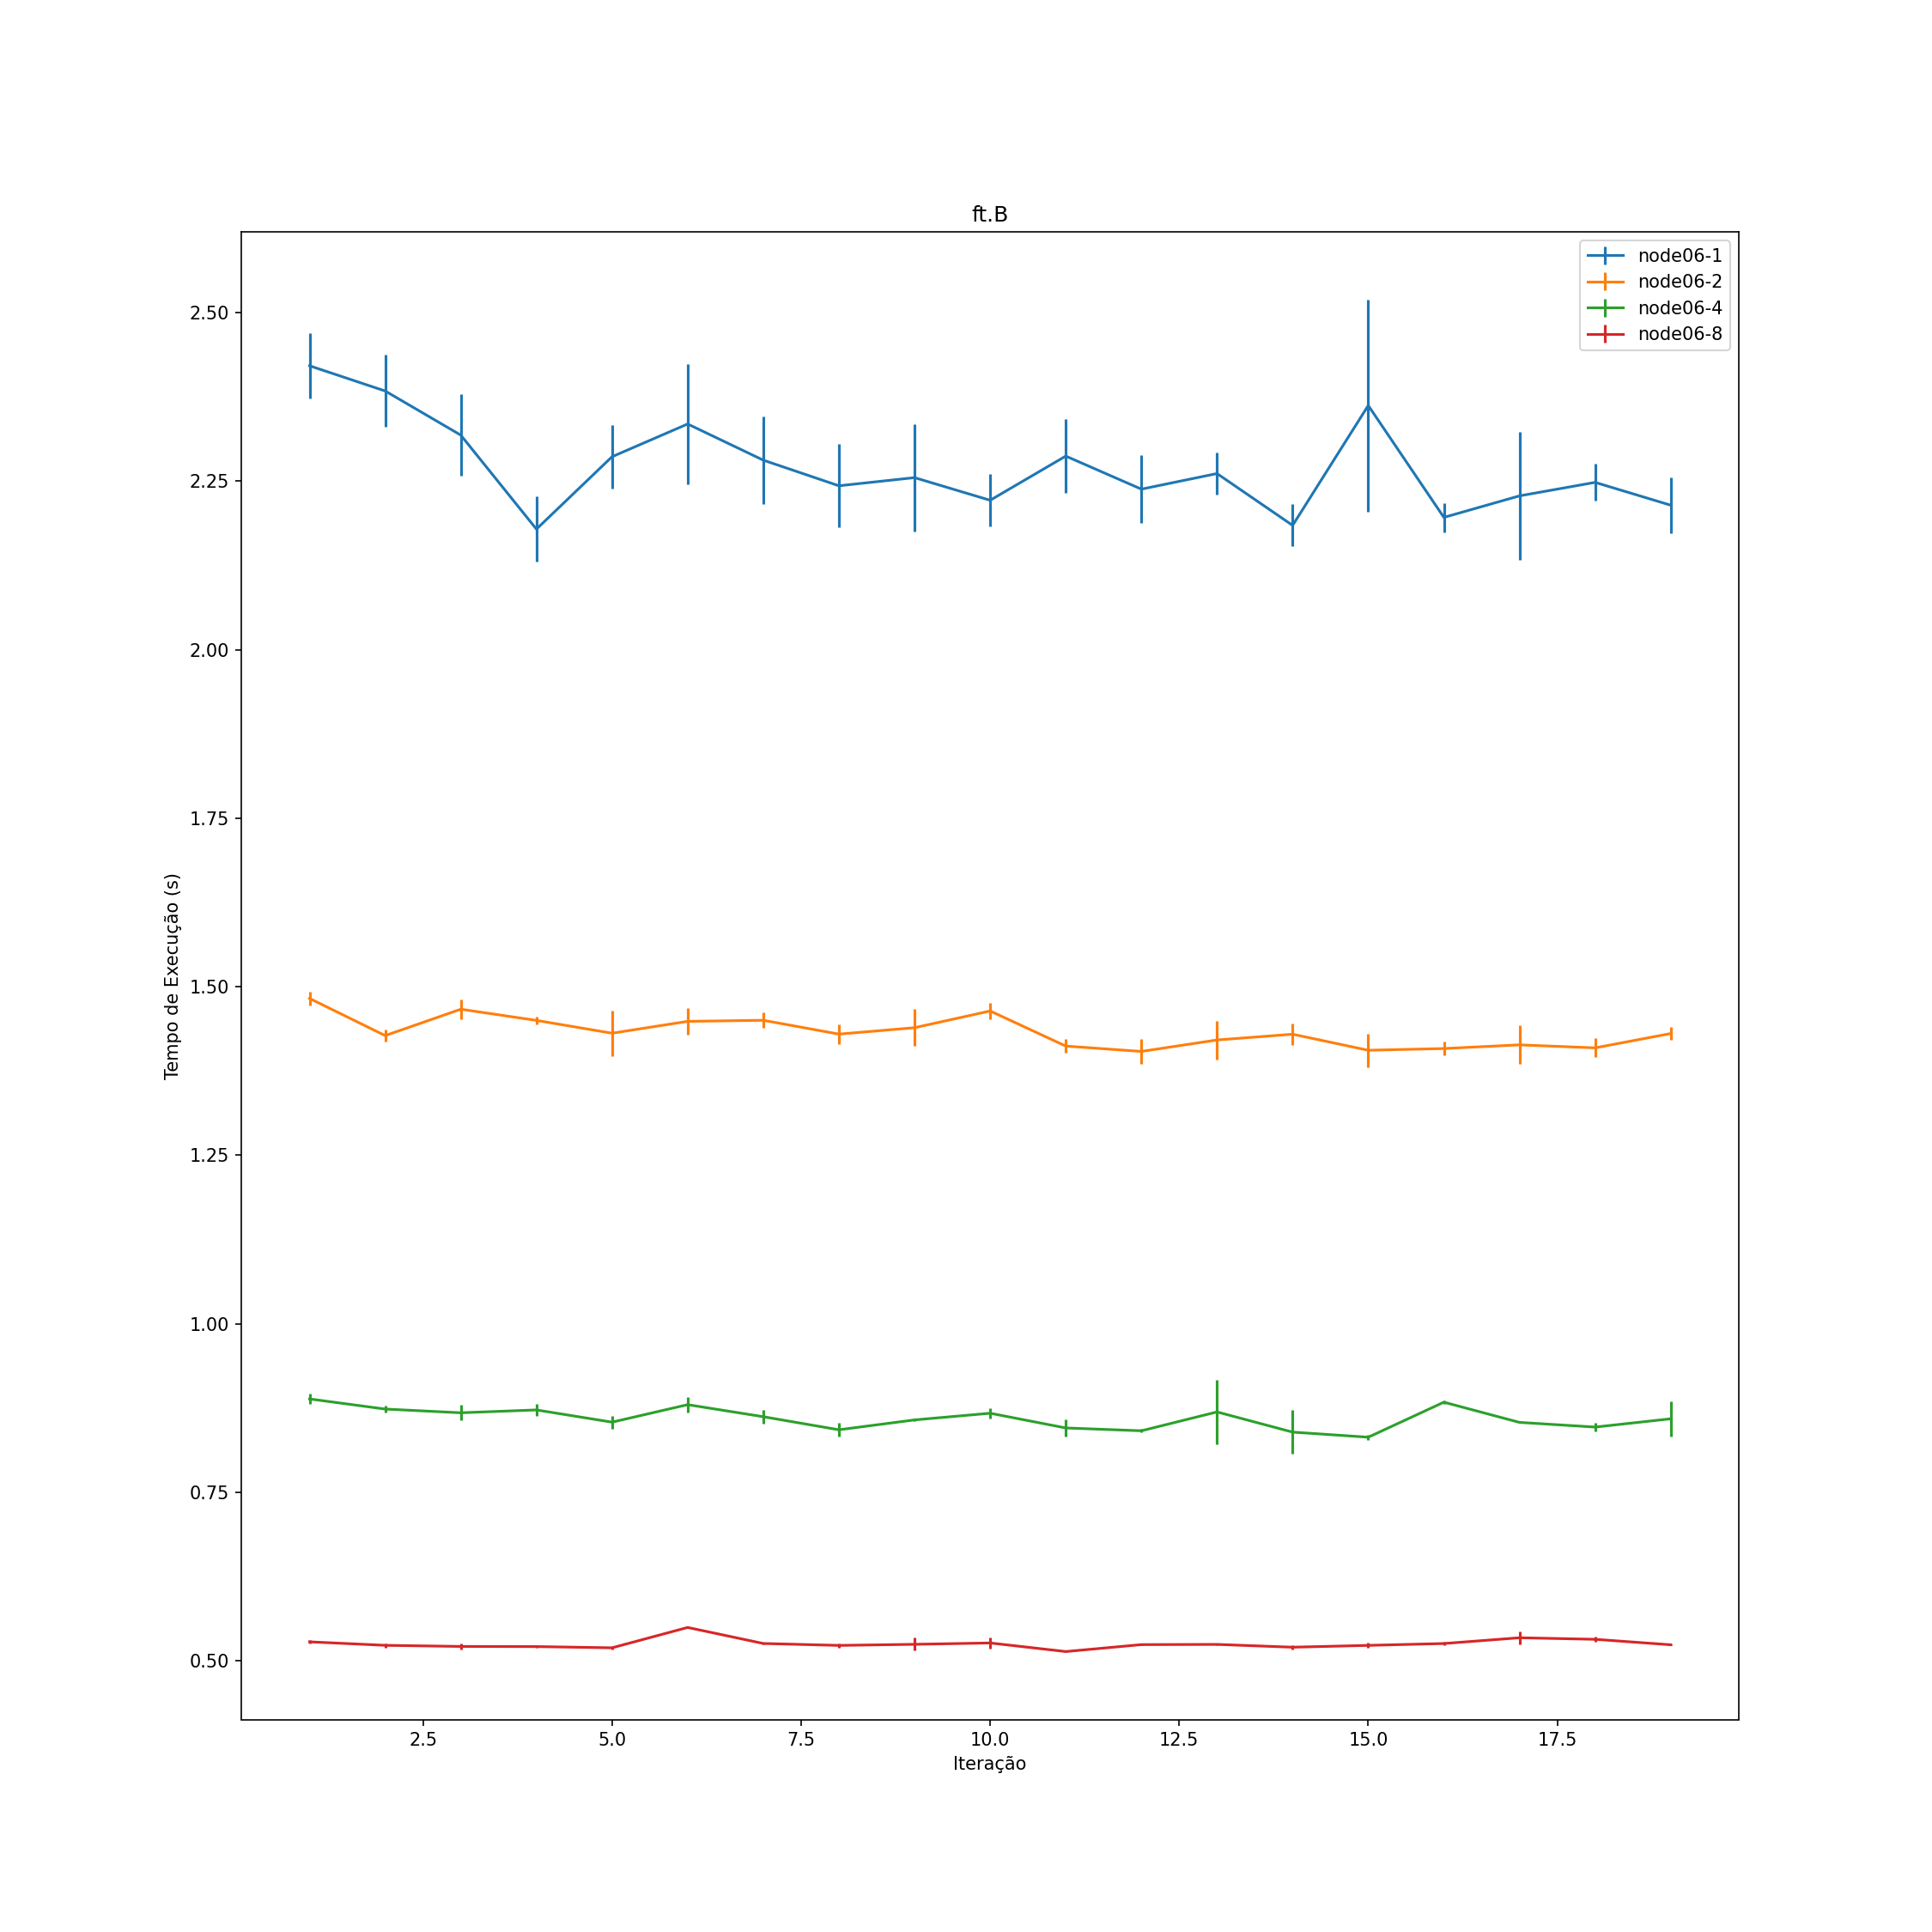 ft.B
node06-1
node06-2
node06-4
node06-8
2.50
2.25
2.00
1.75
1.50
1.25
1.00
0.75
0.50
Tempo de Execução (s)
2.5 5.0 7.5 10.0 12.5 15.0 17.5
Iteração